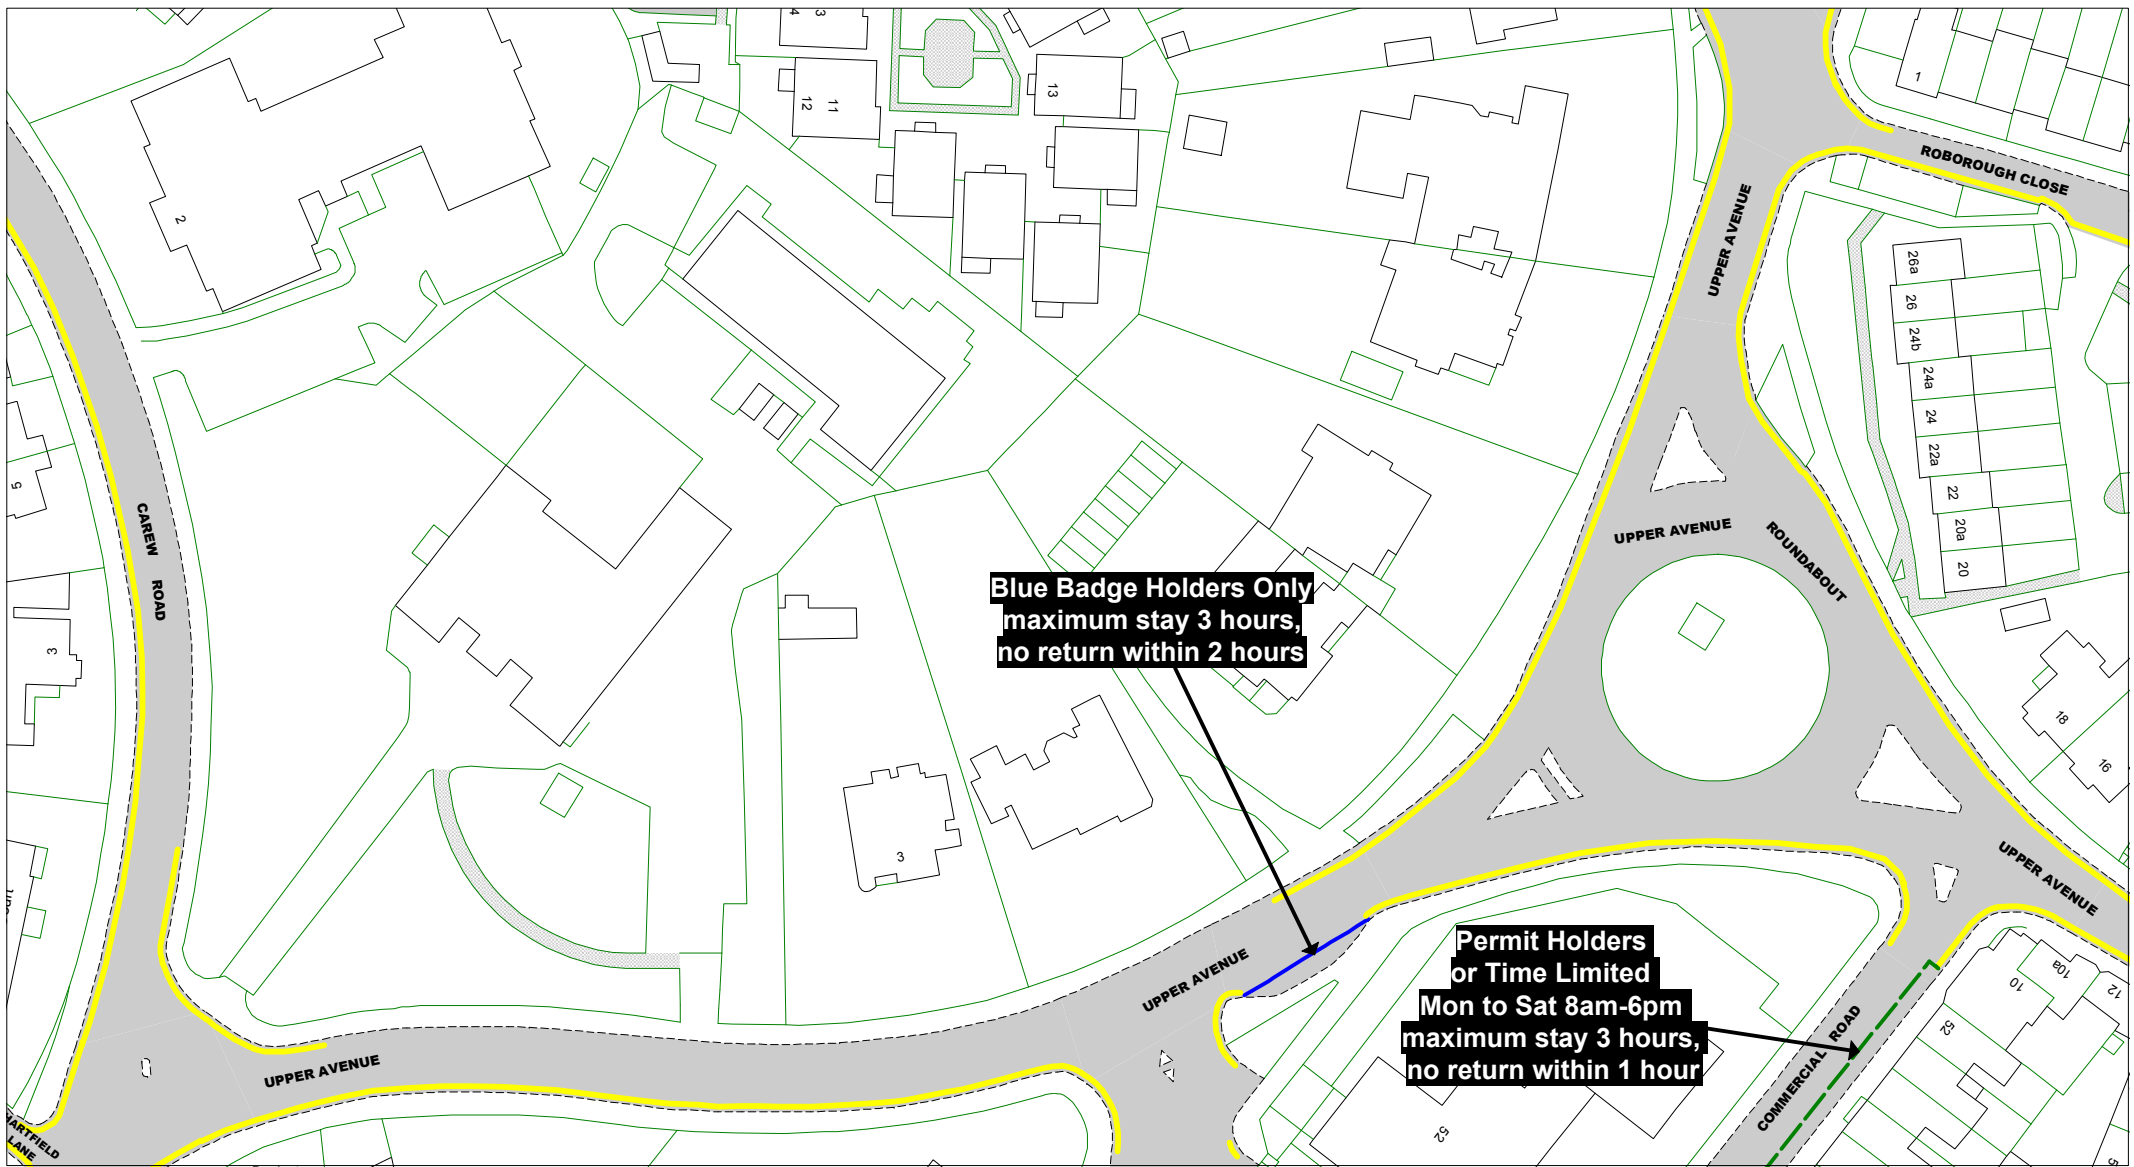 4
3
12
11
13
1
2
ROBOROUGH CLOSE
UPPER AVENUE
26a
26
24b
24a
24
22a
22
20a
20
5
CAREW ROAD
3
UPPER AVENUE
ROUNDABOUT
Blue Badge Holders Only
maximum stay 3 hours,
no return within 2 hours
18
16
3
UPPER AVENUE
UPPER AVENUE
Permit Holders
or Time Limited
Mon to Sat 8am-6pm
maximum stay 3 hours,
no return within 1 hour
10a
10
12
52
COMMERCIAL ROAD
UPPER AVENUE
52
LANE